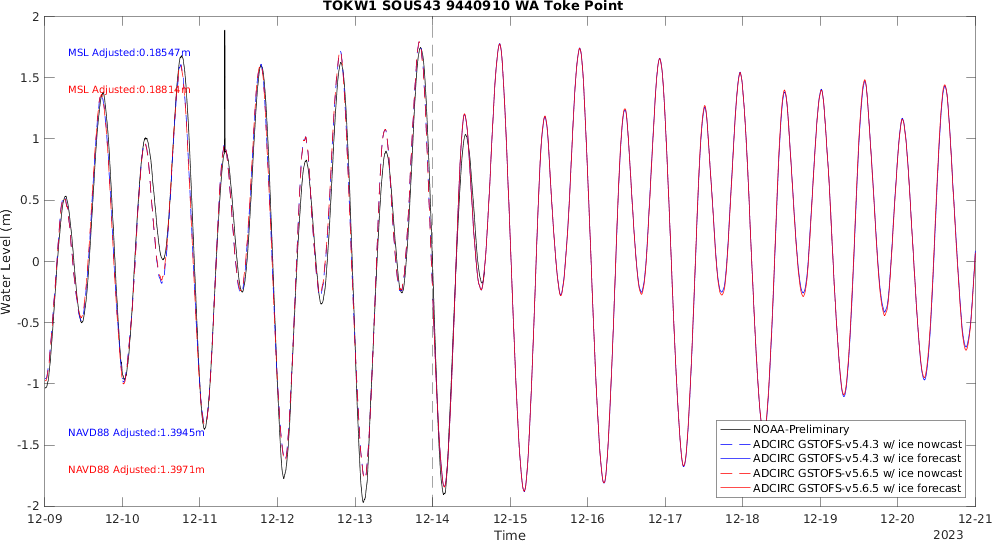 TOKW1 SOUS43 9440910 WA Toke Point
2
1.5
1
0.5
0
-0.5
-1
-1.5
-2
Water Level (m)
MSL Adjusted:0.18547m
MSL Adjusted:0.18814m
NAVD88 Adjusted:1.3945m
NAVD88 Adjusted:1.3971m
NOAA-Preliminary
ADCIRC GSTOFS-v5.4.3 w/ ice nowcast
ADCIRC GSTOFS-v5.4.3 w/ ice forecast
ADCIRC GSTOFS-v5.6.5 w/ ice nowcast
ADCIRC GSTOFS-v5.6.5 w/ ice forecast
12-09 12-10 12-11 12-12 12-13 12-14 12-15 12-16 12-17 12-18 12-19 12-20 12-21
Time
2023